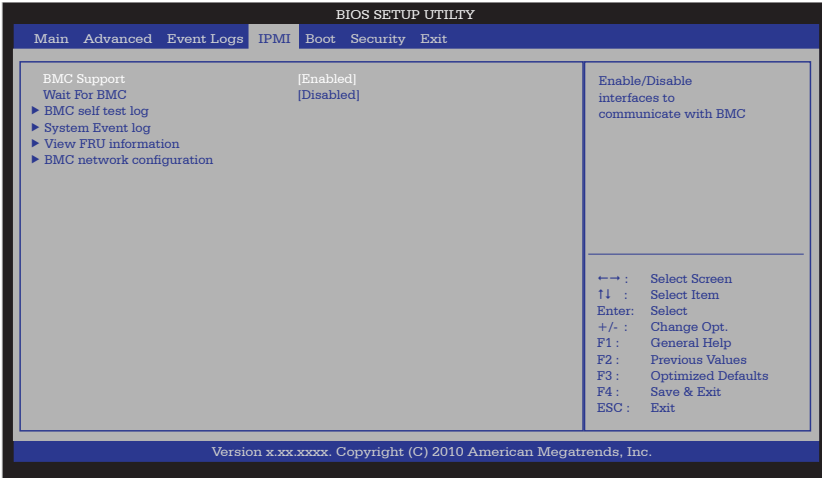 BIOS SETUP UTILTY
Main Advanced Event Logs IPMI Boot Security Exit
BMC Support [Enabled]
Wait For BMC [Disabled]
▶ BMC self test log
▶ System Event log
▶ View FRU information
▶ BMC network configuration
Enable/Disable
interfaces to
communicate with BMC
←→ : Select Screen
↑↓ : Select Item
Enter: Select
+/- : Change Opt.
F1 : General Help
F2 : Previous Values
F3 : Optimized Defaults
F4 : Save & Exit
ESC : Exit
Version x.xx.xxxx. Copyright (C) 2010 American Megatrends, Inc.